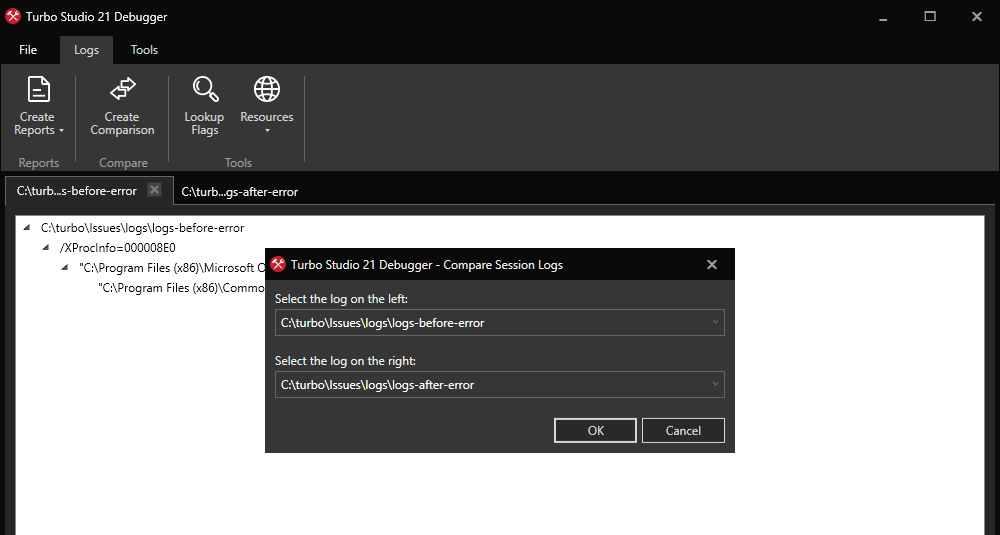 Turbo Studio 21 Debugger
File Logs Tools
Create Reports
Create Comparison
Lookup Flags
Resources
Reports Compare Tools
C:\turb...s-before-error C:\turb...gs-after-error
C:\turbo\Issues\logs\logs-before-error
/XProcInfo=000008E0
"C:\Program Files (x86)\Microsoft O
"C:\Program Files (x86)\Commo
Turbo Studio 21 Debugger - Compare Session Logs
Select the log on the left:
C:\turbo\Issues\logs\logs-before-error
Select the log on the right:
C:\turbo\Issues\logs\logs-after-error
OK Cancel